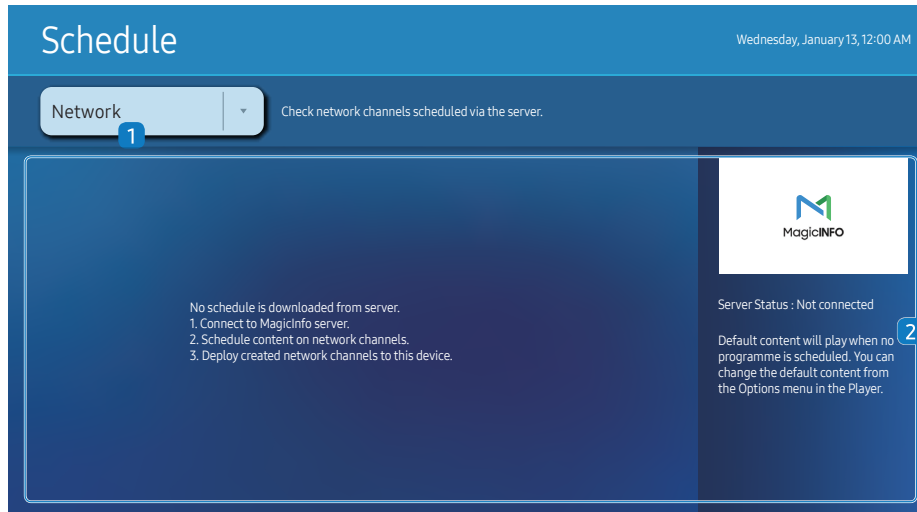 Schedule
Wednesday, January 13, 12:00 AM
Network
1
Check network channels scheduled via the server.
MagicINFO
No schedule is downloaded from server.
1. Connect to MagicInfo server.
2. Schedule content on network channels.
3. Deploy created network channels to this device.
Server Status : Not connected
2
Default content will play when no
programme is scheduled. You can
change the default content from
the Options menu in the Player.